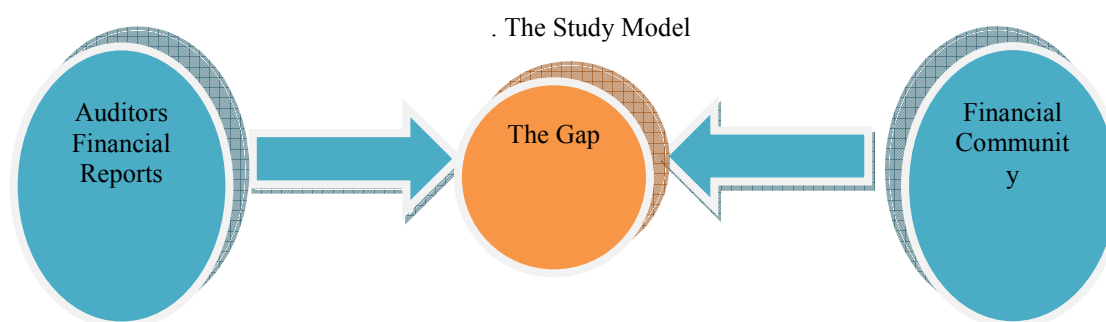 . The Study Model
Auditors
Financial
Reports
The Gap
Financial
Communit
y